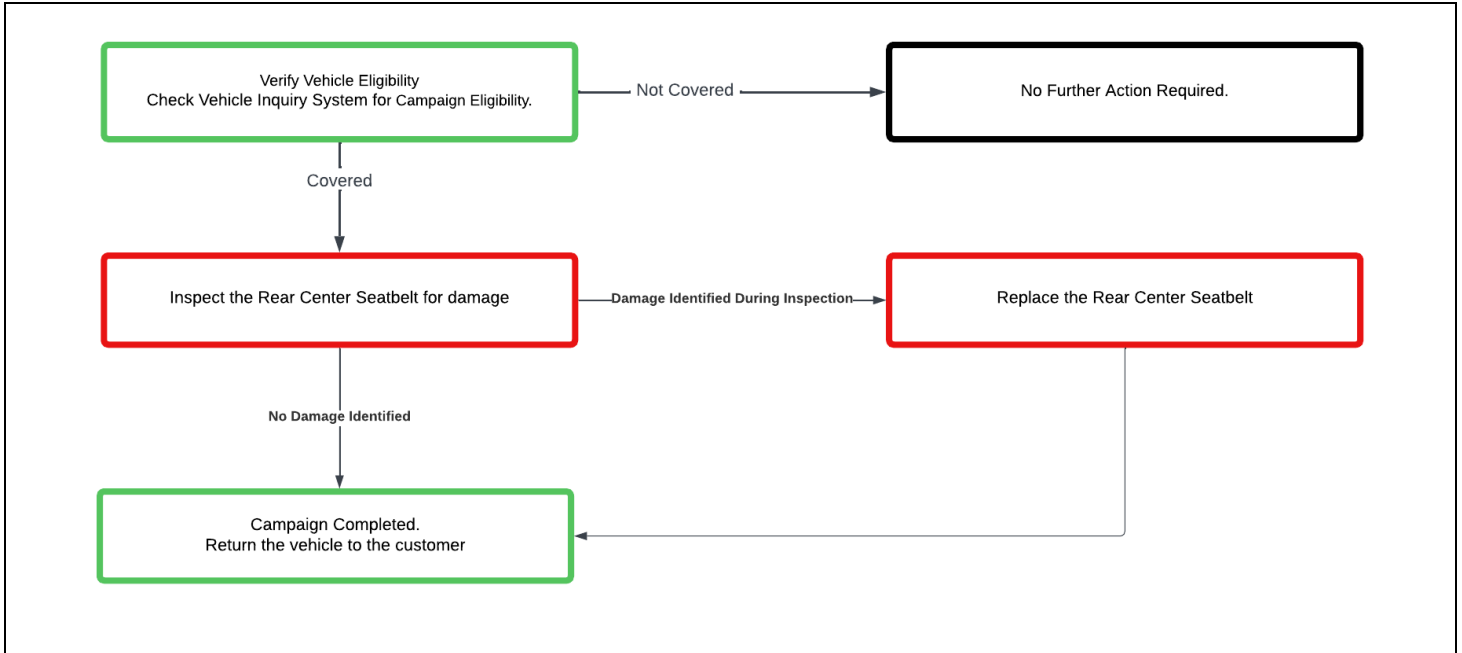 Verify Vehicle Eligibility
Check Vehicle Inquiry System for Campaign Eligibility.
Not Covered
No Further Action Required.
Covered
Inspect the Rear Center Seatbelt for damage
Damage Identified During Inspection
Replace the Rear Center Seatbelt
No Damage Identified
Campaign Completed.
Return the vehicle to the customer